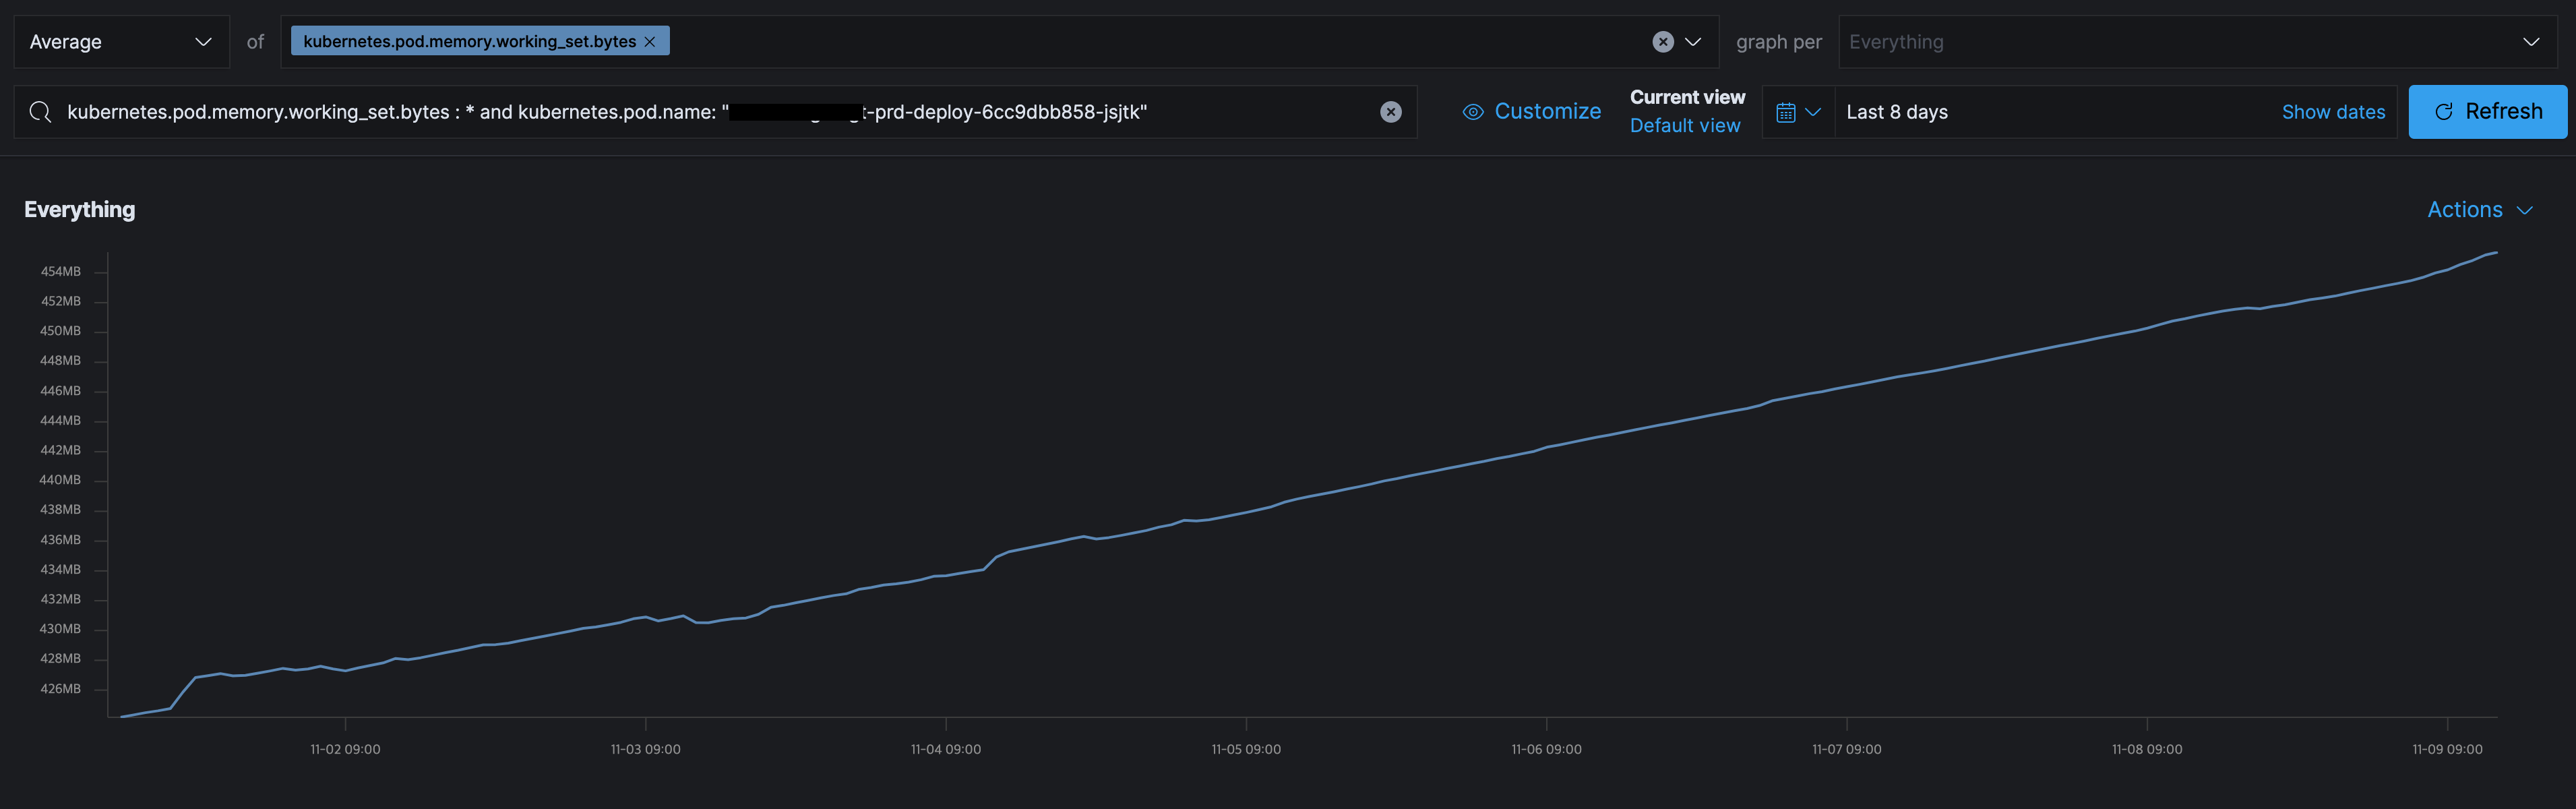 Average of kubernetes.pod.memory.working_set.bytes graph per Everything
kubernetes.pod.memory.working_set.bytes : * and kubernetes.pod.name: " t-prd-deploy-6cc9dbb858-jsjtk"
Customize
Current view
Default view
Last 8 days
Show dates
Refresh
Everything
Actions
454MB
452MB
450MB
448MB
446MB
444MB
442MB
440MB
438MB
436MB
434MB
432MB
430MB
428MB
426MB
11-02 09:00
11-03 09:00
11-04 09:00
11-05 09:00
11-06 09:00
11-07 09:00
11-08 09:00
11-09 09:00